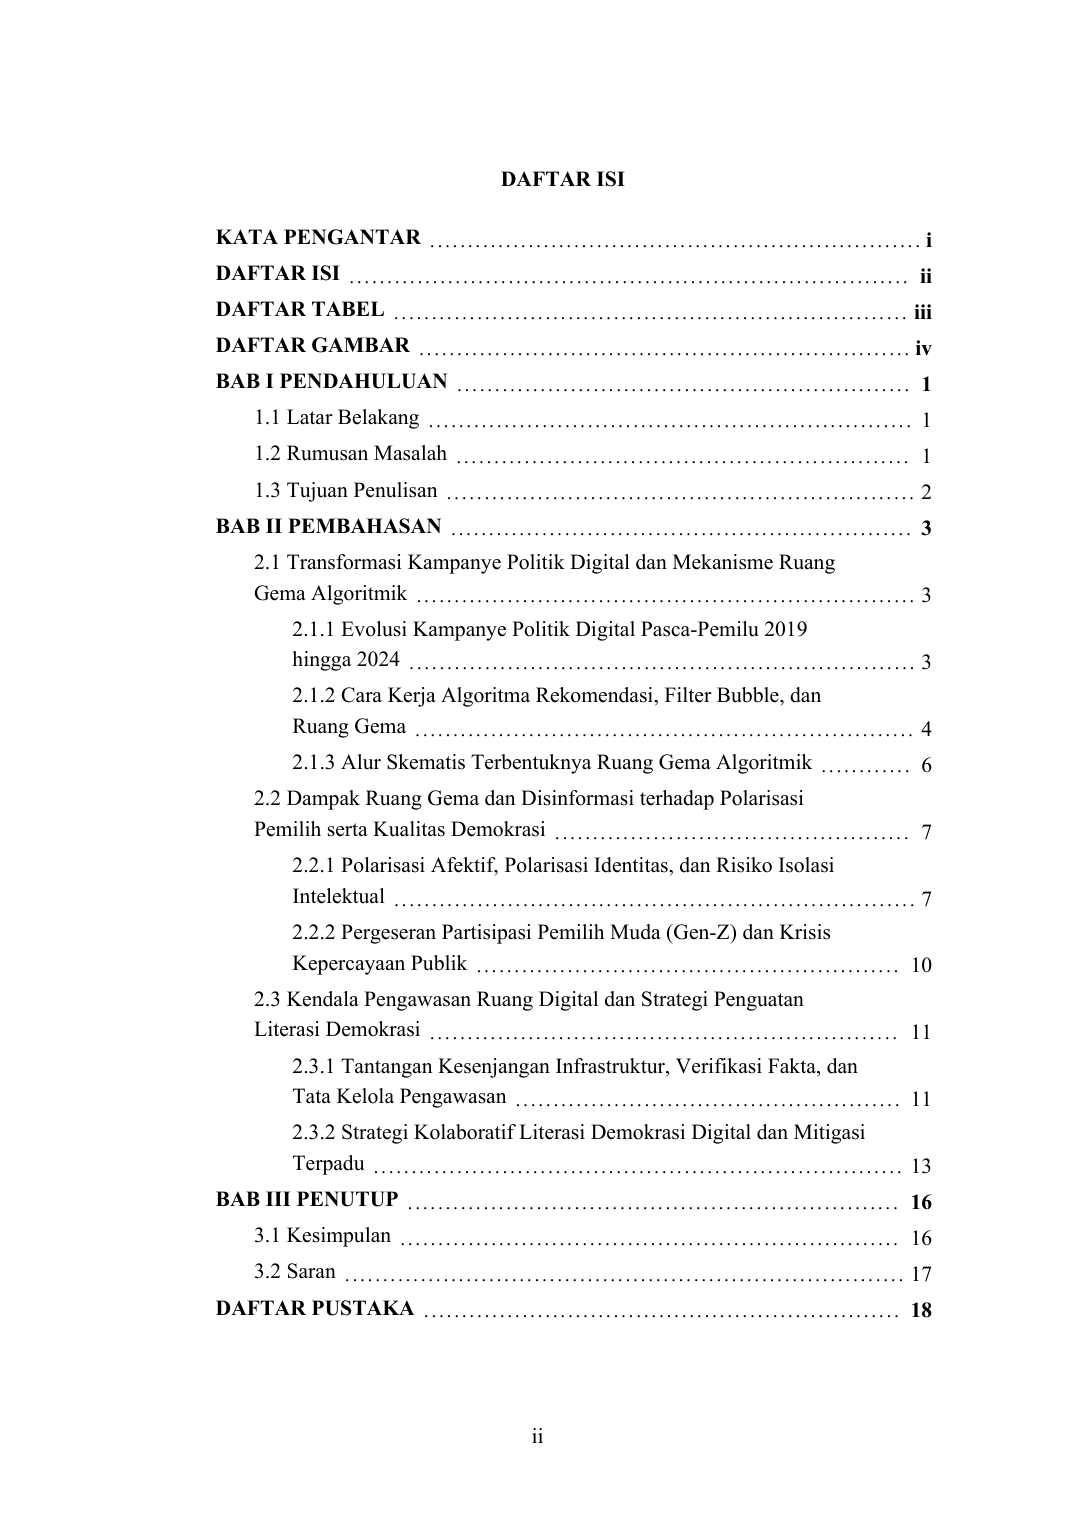 DAFTAR ISI
KATA PENGANTAR ........................................ i
DAFTAR ISI ........................................ ii
DAFTAR TABEL ........................................ iii
DAFTAR GAMBAR ........................................ iv
BAB I PENDAHULUAN ........................................ 1
1.1 Latar Belakang ........................................ 1
1.2 Rumusan Masalah ........................................ 1
1.3 Tujuan Penulisan ........................................ 2
BAB II PEMBAHASAN ........................................ 3
2.1 Transformasi Kampanye Politik Digital dan Mekanisme Ruang
Gema Algoritmik ........................................ 3
2.1.1 Evolusi Kampanye Politik Digital Pasca-Pemilu 2019
hingga 2024 ........................................ 3
2.1.2 Cara Kerja Algoritma Rekomendasi, Filter Bubble, dan
Ruang Gema ........................................ 4
2.1.3 Alur Skematis Terbentuknya Ruang Gema Algoritmik ............ 6
2.2 Dampak Ruang Gema dan Disinformasi terhadap Polarisasi
Pemilih serta Kualitas Demokrasi ........................................ 7
2.2.1 Polarisasi Afektif, Polarisasi Identitas, dan Risiko Isolasi
Intelektual ........................................ 7
2.2.2 Pergeseran Partisipasi Pemilih Muda (Gen-Z) dan Krisis
Kepercayaan Publik ........................................ 10
2.3 Kendala Pengawasan Ruang Digital dan Strategi Penguatan
Literasi Demokrasi ........................................ 11
2.3.1 Tantangan Kesenjangan Infrastruktur, Verifikasi Fakta, dan
Tata Kelola Pengawasan ........................................ 11
2.3.2 Strategi Kolaboratif Literasi Demokrasi Digital dan Mitigasi
Terpadu ........................................ 13
BAB III PENUTUP ........................................ 16
3.1 Kesimpulan ........................................ 16
3.2 Saran ........................................ 17
DAFTAR PUSTAKA ........................................ 18
ii